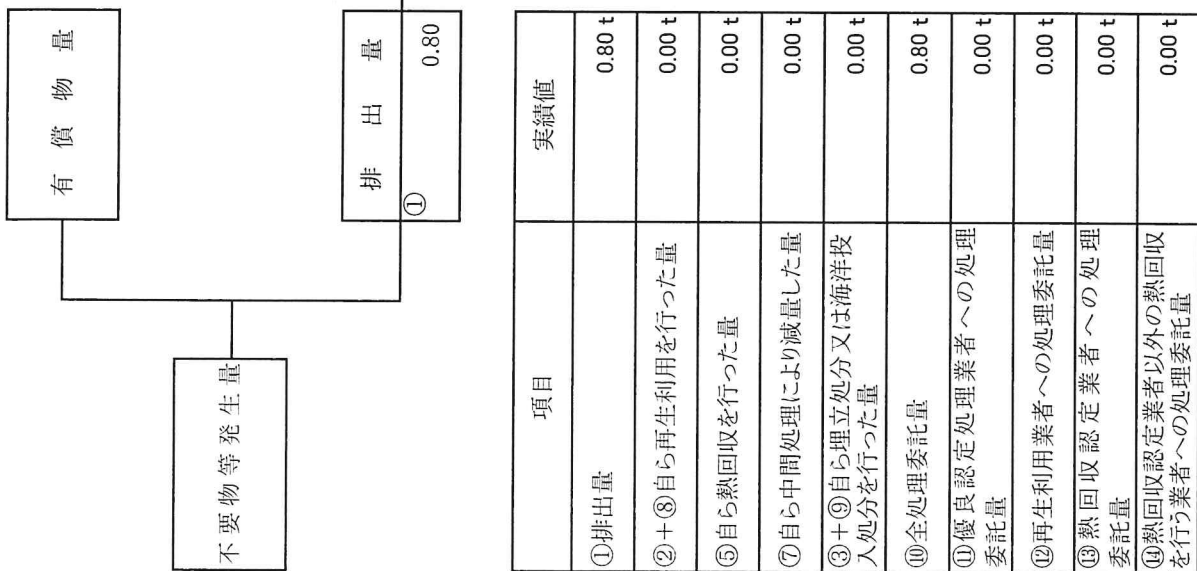 有償物量
不要物等発生量
排出量
①
0.80
項目 実績値
①排出量 0.80 t
②+⑧自ら再生利用を行った量 0.00 t
⑤自ら熱回収を行った量 0.00 t
⑦自ら中間処理により減量した量 0.00 t
③+⑨自ら埋立処分又は海洋投
入処分を行った量 0.00 t
⑩全処理委託量 0.80 t
⑪優良認定処理業者への処理
委託量 0.00 t
⑫再生利用業者への処理委託量 0.00 t
⑬熱回収認定業者への処理
委託量 0.00 t
⑭熱回収認定業者以外の熱回収
を行う業者への処理委託量 0.00 t